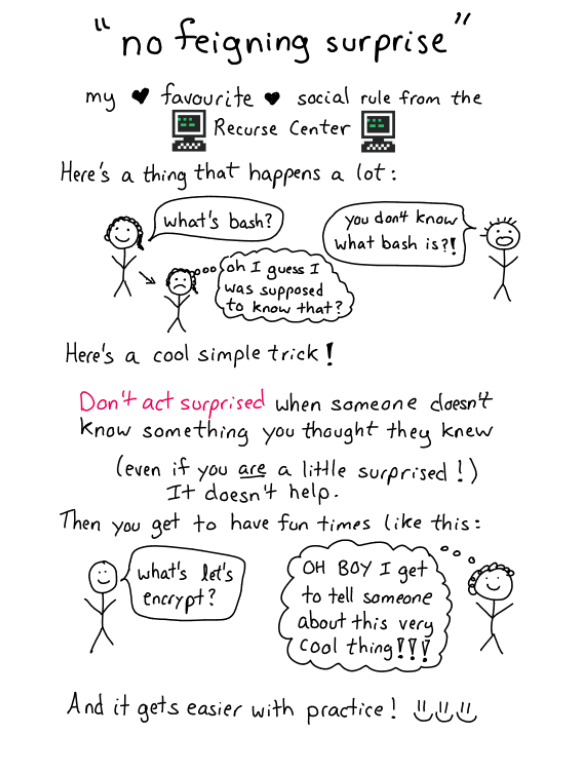 "no feigning surprise"
my ♥ favourite ♥ social rule from the
Recurse Center
Here's a thing that happens a lot:
what's bash?
you don't know
what bash is?!
oh I guess I
was supposed
to know that?
Here's a cool simple trick!
Don't act surprised when someone doesn't
know something you thought they knew
(even if you are a little surprised!)
It doesn't help.
Then you get to have fun times like this:
what's let's
encrypt?
OH BOY I get
to tell someone
about this very
cool thing!!!
And it gets easier with practice!